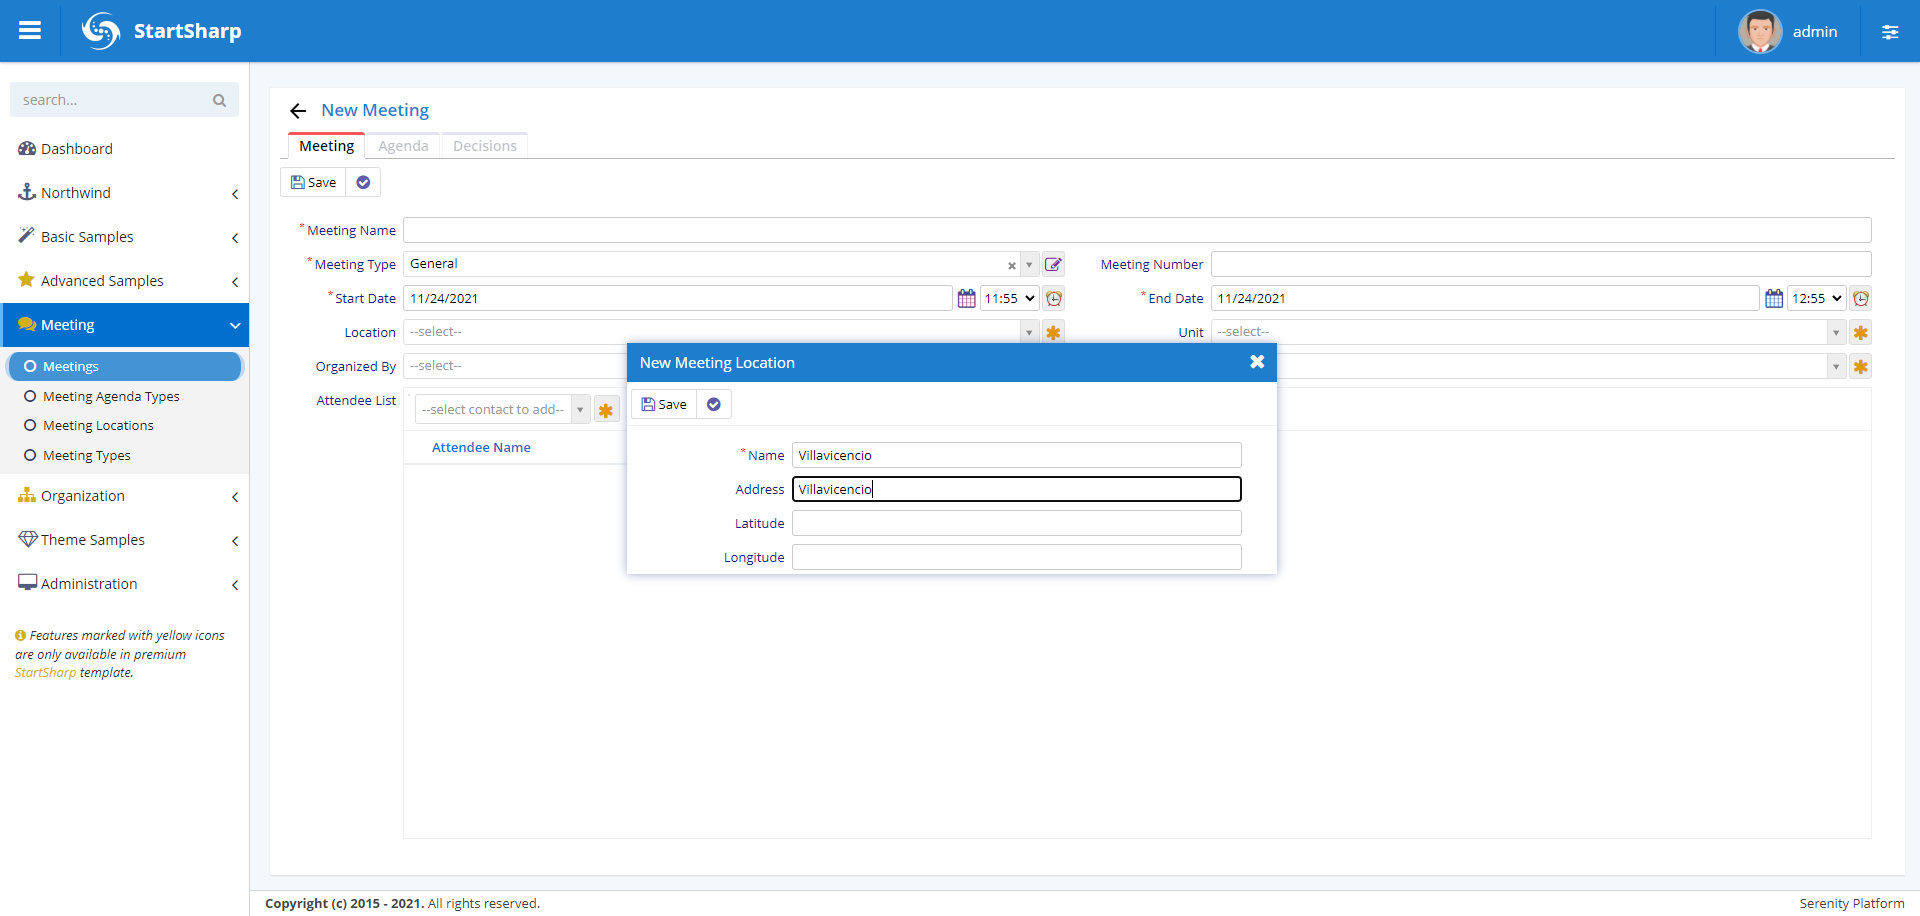 StartSharp
admin
search...
Dashboard
Northwind
Basic Samples
Advanced Samples
Meeting
Meetings
Meeting Agenda Types
Meeting Locations
Meeting Types
Organization
Theme Samples
Administration
Features marked with yellow icons
are only available in premium
StartSharp template.
New Meeting
Meeting Agenda Decisions
Save
* Meeting Name
* Meeting Type General
Meeting Number
* Start Date 11/24/2021 11:55
* End Date 11/24/2021 12:55
Location --select--
Unit --select--
Organized By --select--
Attendee List --select contact to add--
Attendee Name
New Meeting Location
Save
* Name Villavicencio
Address Villavicencio
Latitude
Longitude
Copyright (c) 2015 - 2021. All rights reserved.
Serenity Platform